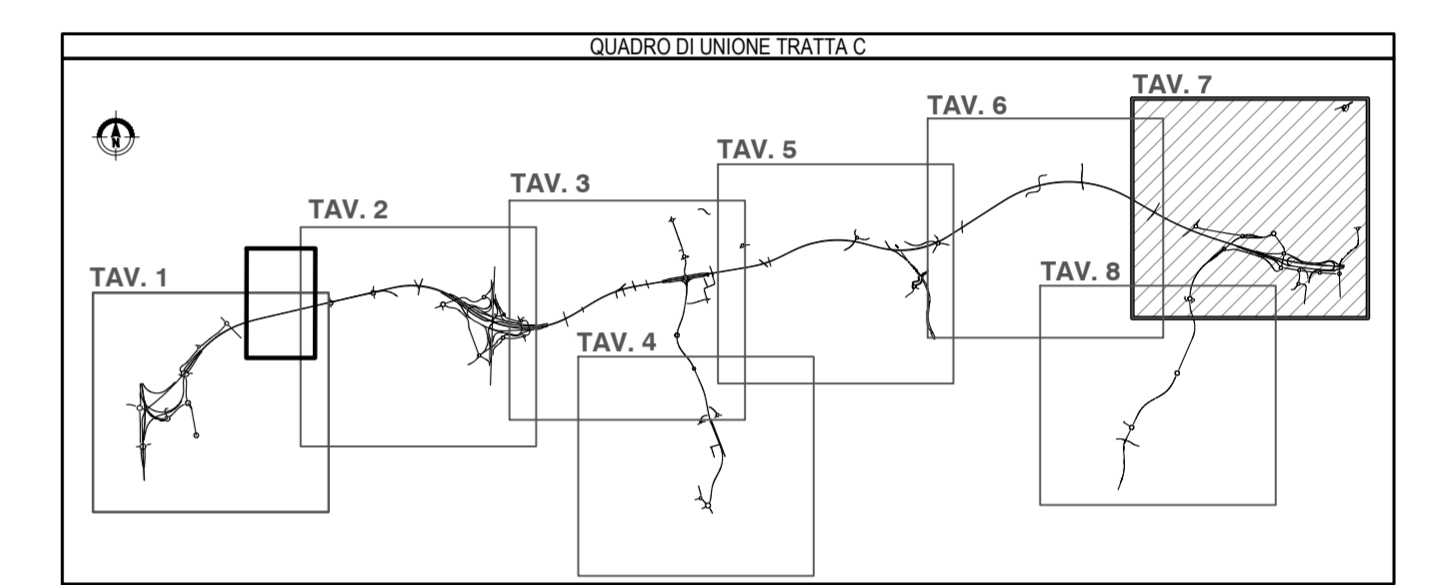 QUADRO DI UNIONE TRATTA C
TAV. 7
TAV. 6
TAV. 5
TAV. 3
TAV. 2
TAV. 1
TAV. 8
TAV. 4
N